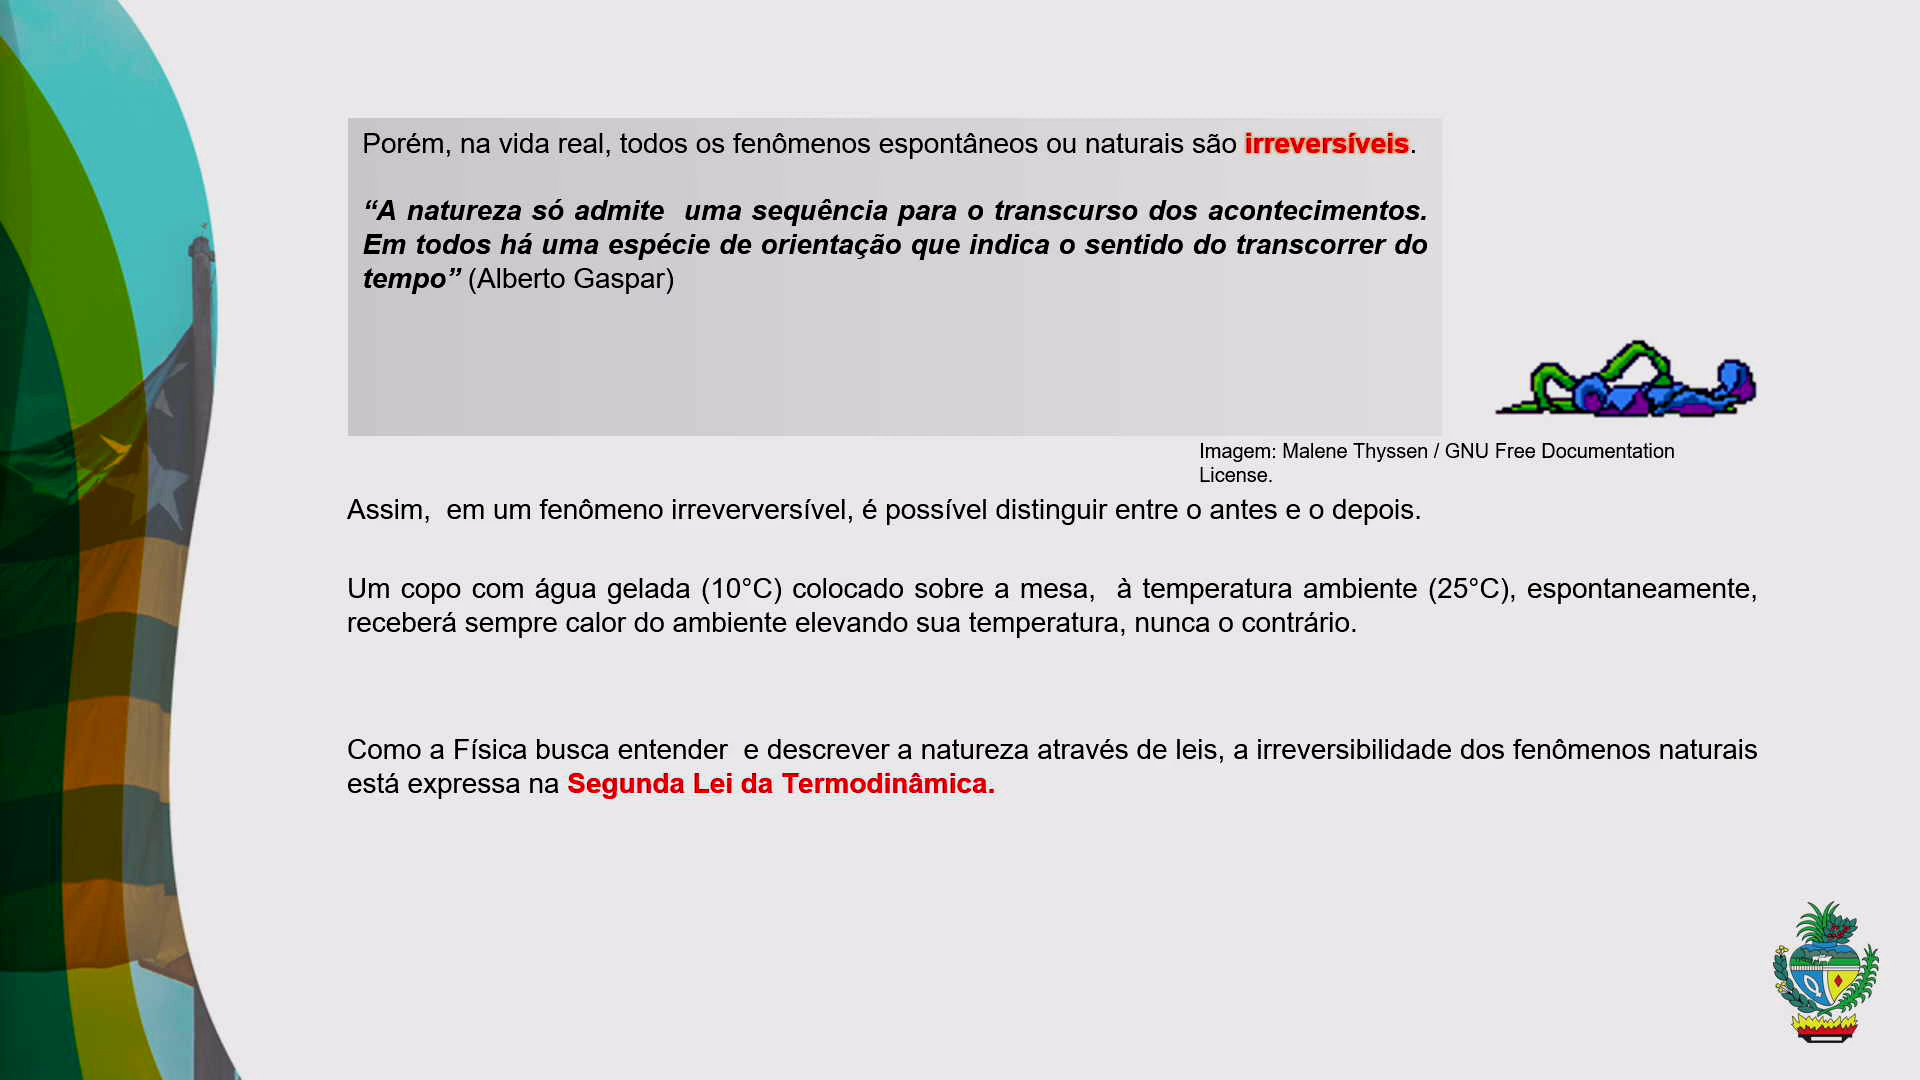 Porém, na vida real, todos os fenômenos espontâneos ou naturais são irreversíveis.
“A natureza só admite  uma sequência para o transcurso dos acontecimentos.
Em todos há uma espécie de orientação que indica o sentido do transcorrer do
tempo” (Alberto Gaspar)
Imagem: Malene Thyssen / GNU Free Documentation
License.
Assim,  em um fenômeno irreverversível, é possível distinguir entre o antes e o depois.
Um copo com água gelada (10°C) colocado sobre a mesa,  à temperatura ambiente (25°C), espontaneamente,
receberá sempre calor do ambiente elevando sua temperatura, nunca o contrário.
Como a Física busca entender  e descrever a natureza através de leis, a irreversibilidade dos fenômenos naturais
está expressa na Segunda Lei da Termodinâmica.